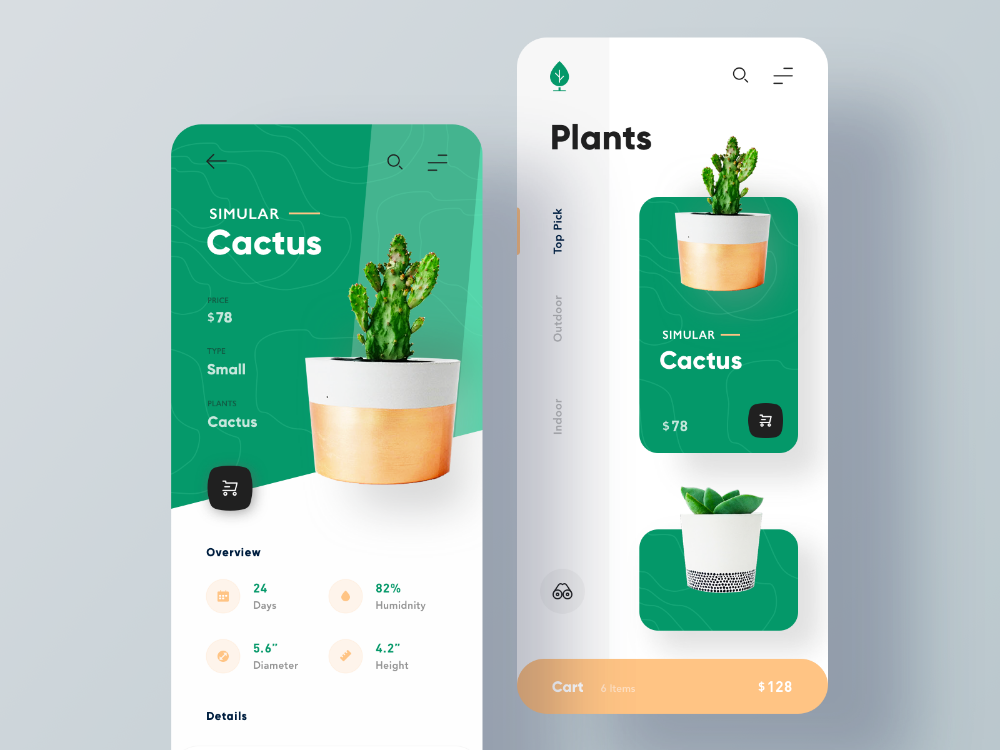 SIMULAR
Cactus
PRICE
$78
TYPE
Small
PLANTS
Cactus
Overview
24
Days
82%
Humidnity
5.6"
Diameter
4.2"
Height
Details
Plants
Top Pick
Outdoor
Indoor
SIMULAR
Cactus
$78
Cart 6 Items $128